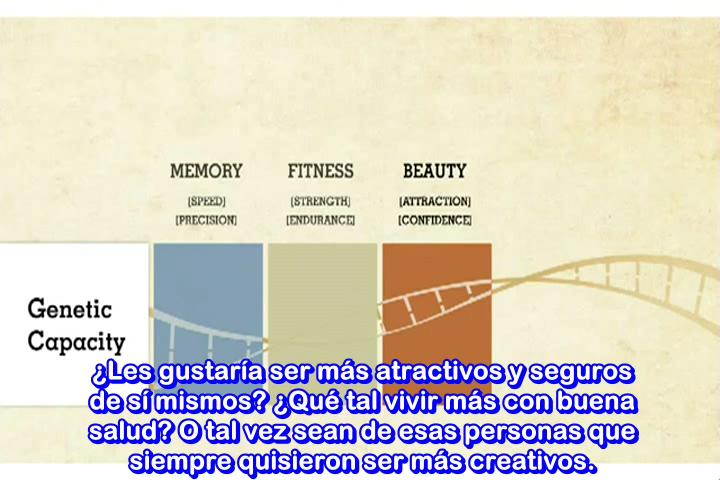 MEMORY FITNESS BEAUTY
[SPEED] [STRENGTH] [ATTRACTION]
[PRECISION] [ENDURANCE] [CONFIDENCE]
Genetic
Capacity
¿Les gustaría ser más atractivos y seguros
de sí mismos? ¿Qué tal vivir más con buena
salud? O tal vez sean de esas personas que
siempre quisieron ser más creativos.